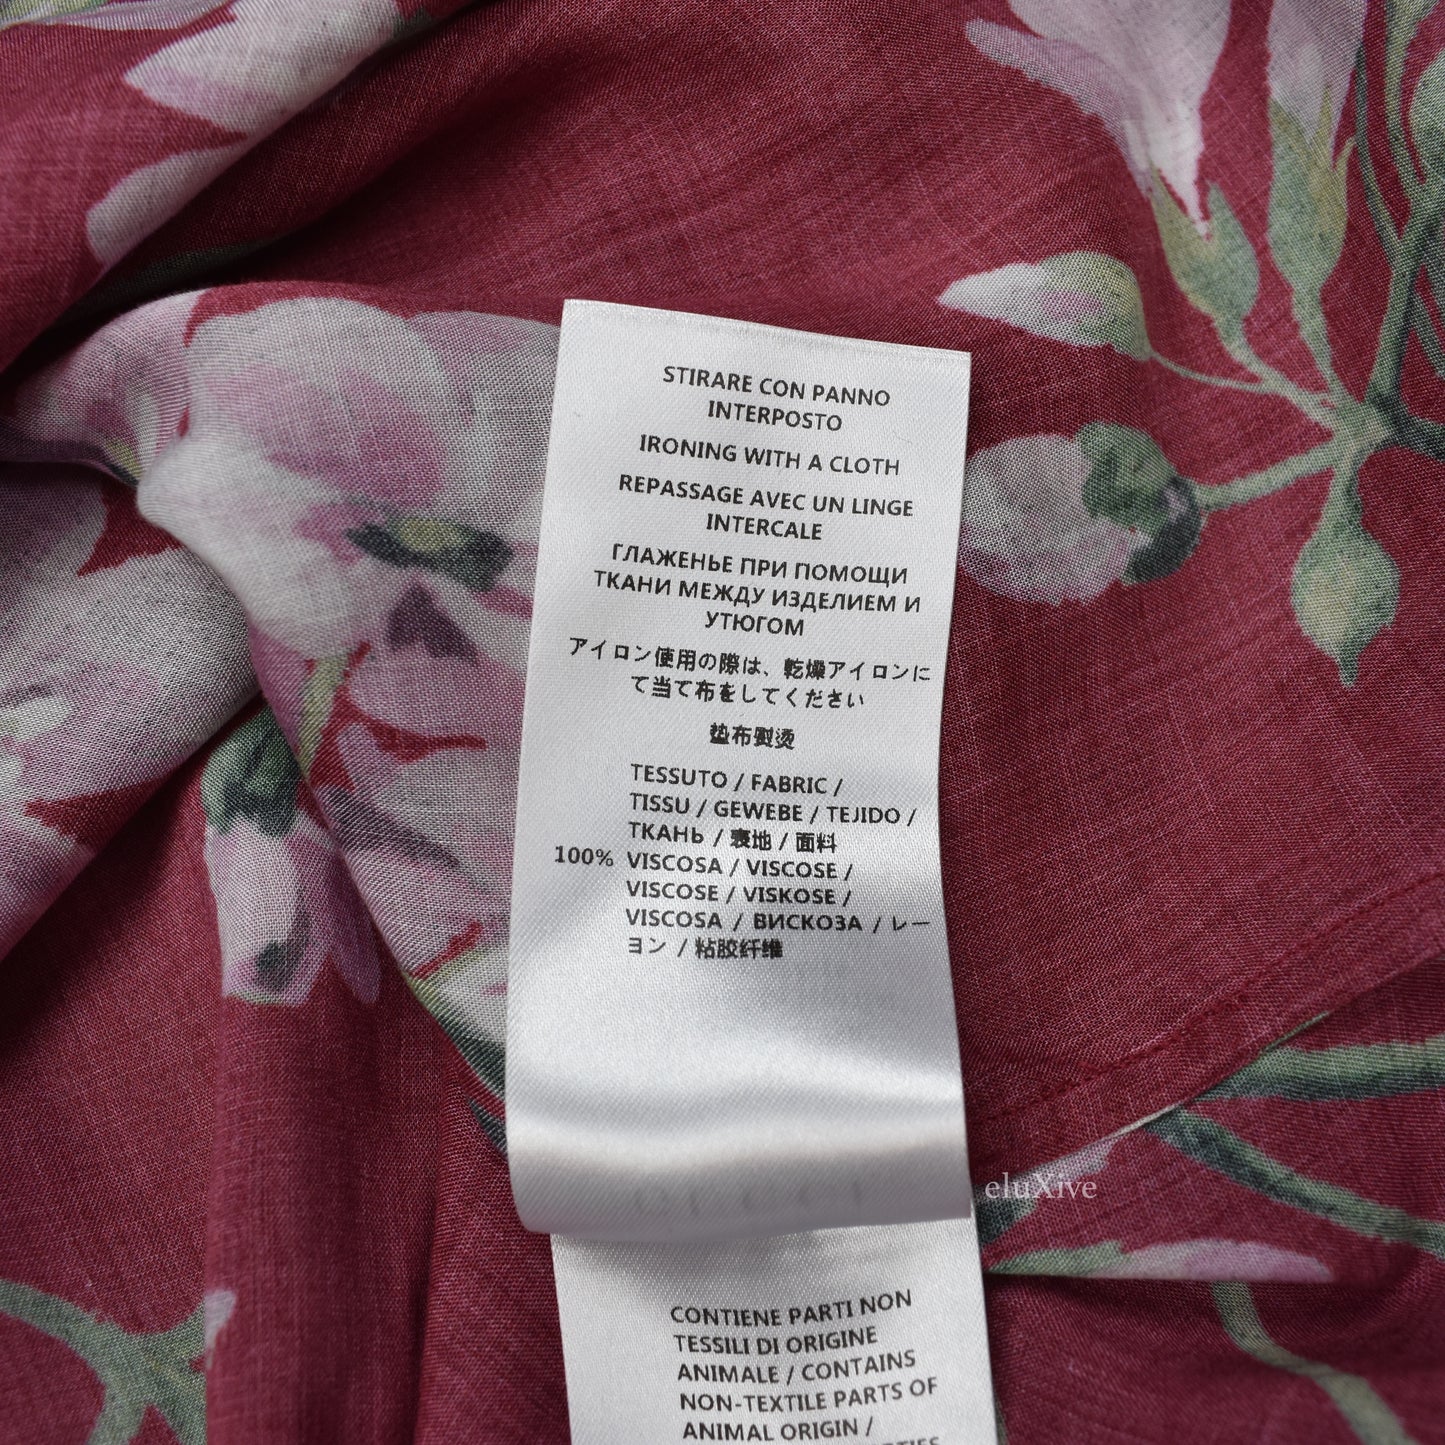 STIRARE CON PANNO
INTERPOSTO
IRONING WITH A CLOTH
REPASSAGE AVEC UN LINGE
INTERCALE
ГЛАЖЕНЬЕ ПРИ ПОМОЩИ
ТКАНИ МЕЖДУ ИЗДЕЛИЕМ И
УТЮГОМ
アイロン使用の際は、乾燥アイロンに
て当て布をしてください
垫布熨烫
TESSUTO / FABRIC /
TISSU / GEWEBE / TEJIDO /
ТКАНЬ / 表地 / 面料
100% VISCOSA / VISCOSE /
VISCOSE / VISKOSE /
VISCOSA / ВИСКОЗА / レー
ヨン / 粘胶纤维
eluXive
CONTIENE PARTI NON
TESSILI DI ORIGINE
ANIMALE / CONTAINS
NON-TEXTILE PARTS OF
ANIMAL ORIGIN /